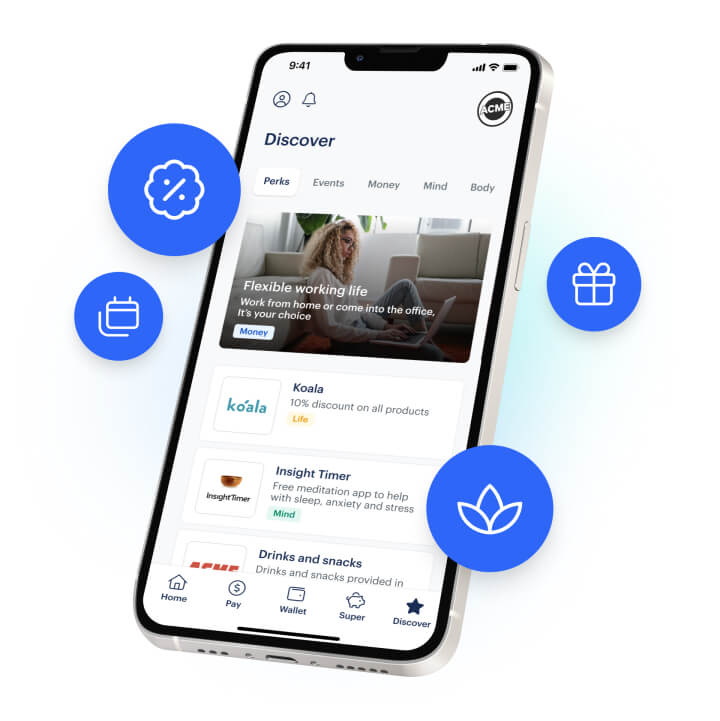 9:41
ACME
Discover
Perks Events Money Mind Body
Flexible working life
Work from home or come into the office,
It's your choice
Money
koala
Koala
10% discount on all products
Life
InsightTimer
Insight Timer
Free meditation app to help
with sleep, anxiety and stress
Mind
ACME
Drinks and snacks
Drinks and snacks provided in
Home Pay Wallet Super Discover